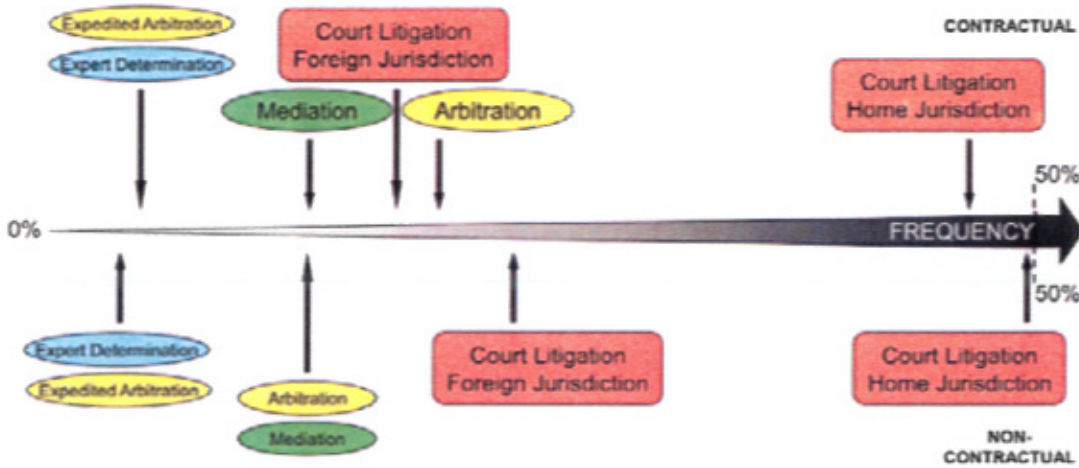 Expedited Arbitration
Expert Determination
Court Litigation
Foreign Jurisdiction
Mediation
Arbitration
CONTRACTUAL
Court Litigation
Home Jurisdiction
50%
0%
FREQUENCY
50%
Expert Determination
Expedited Arbitration
Arbitration
Mediation
Court Litigation
Foreign Jurisdiction
Court Litigation
Home Jurisdiction
NON-
CONTRACTUAL